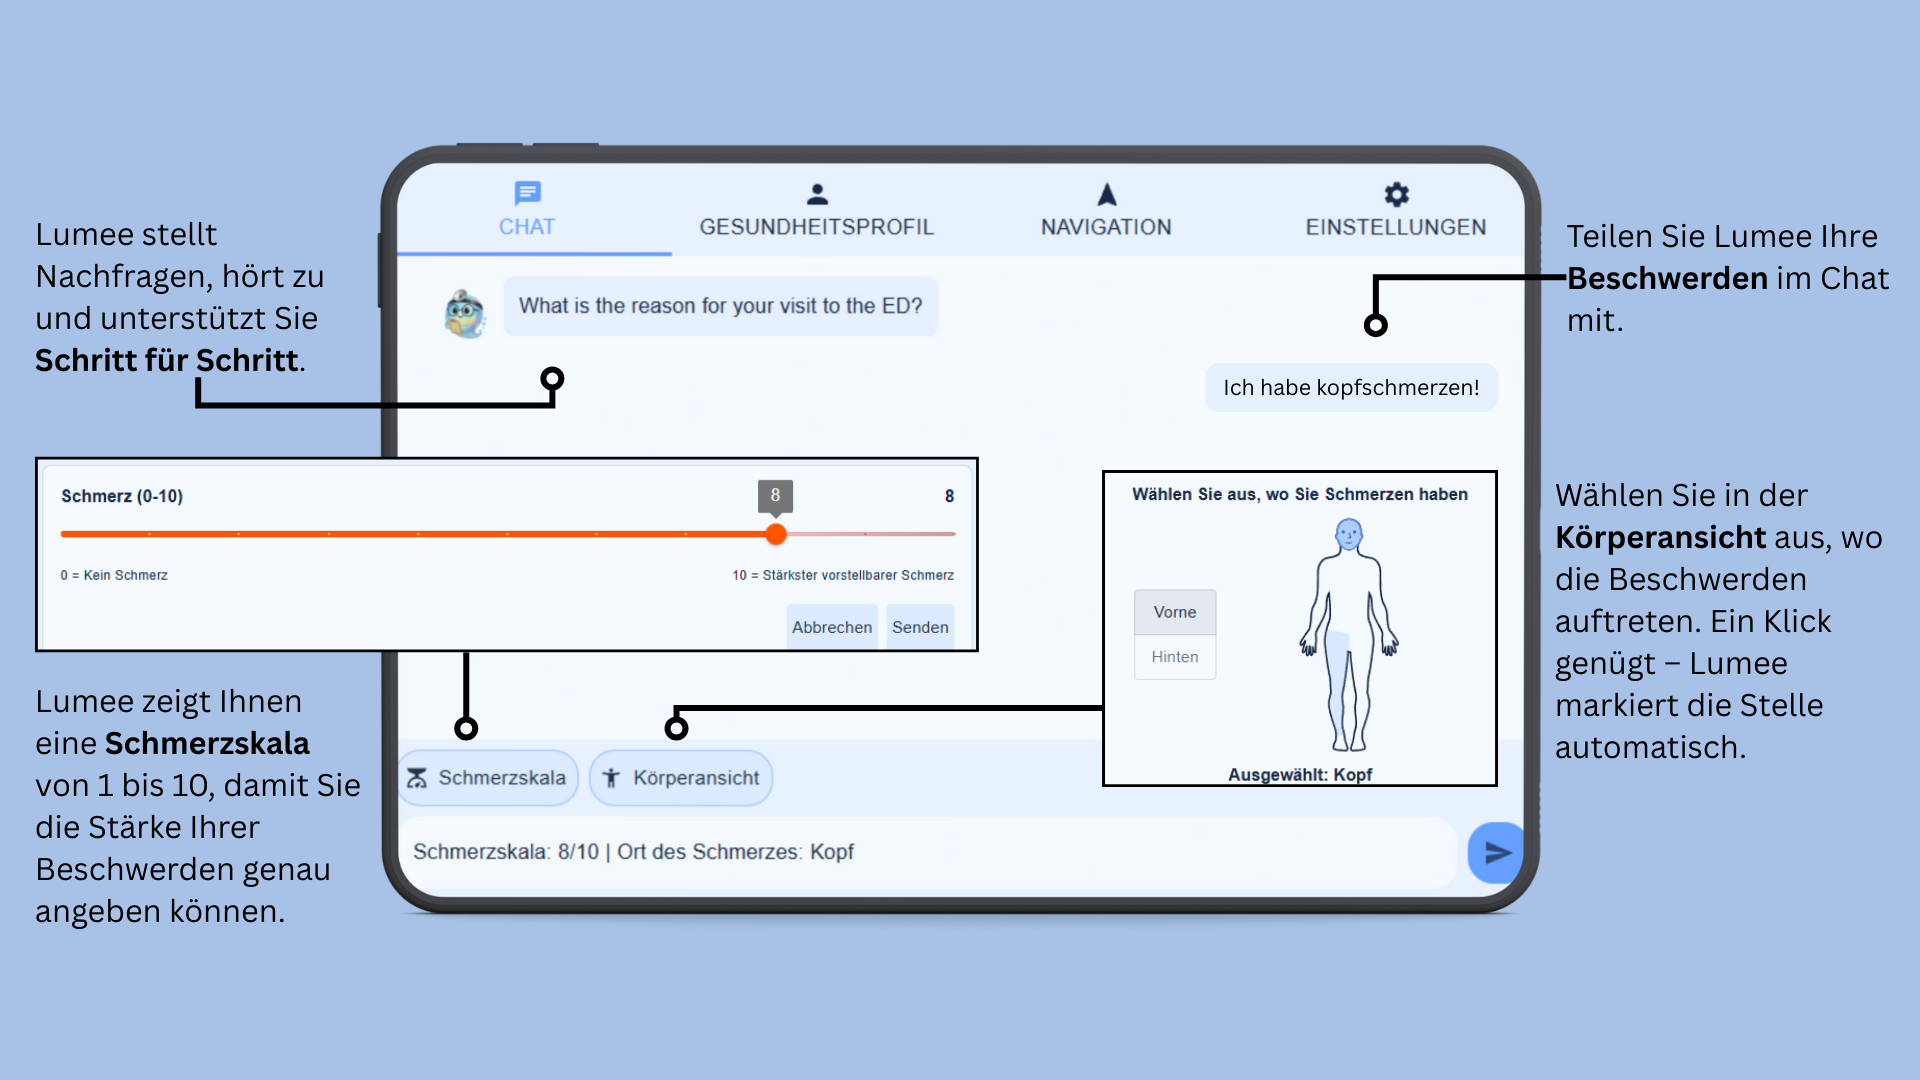 CHAT
GESUNDHEITSPROFIL
NAVIGATION
EINSTELLUNGEN
Lumee stellt
Nachfragen, hört zu
und unterstützt Sie
Schritt für Schritt.
What is the reason for your visit to the ED?
Teilen Sie Lumee Ihre
Beschwerden im Chat
mit.
Ich habe kopfschmerzen!
Schmerz (0-10)
8
8
0 = Kein Schmerz
10 = Stärkster vorstellbarer Schmerz
Abbrechen
Senden
Wählen Sie aus, wo Sie Schmerzen haben
Vorne
Hinten
Ausgewählt: Kopf
Wählen Sie in der
Körperansicht aus, wo
die Beschwerden
auftreten. Ein Klick
genügt – Lumee
markiert die Stelle
automatisch.
Lumee zeigt Ihnen
eine Schmerzskala
von 1 bis 10, damit Sie
die Stärke Ihrer
Beschwerden genau
angeben können.
Schmerzskala
Körperansicht
Schmerzskala: 8/10 | Ort des Schmerzes: Kopf